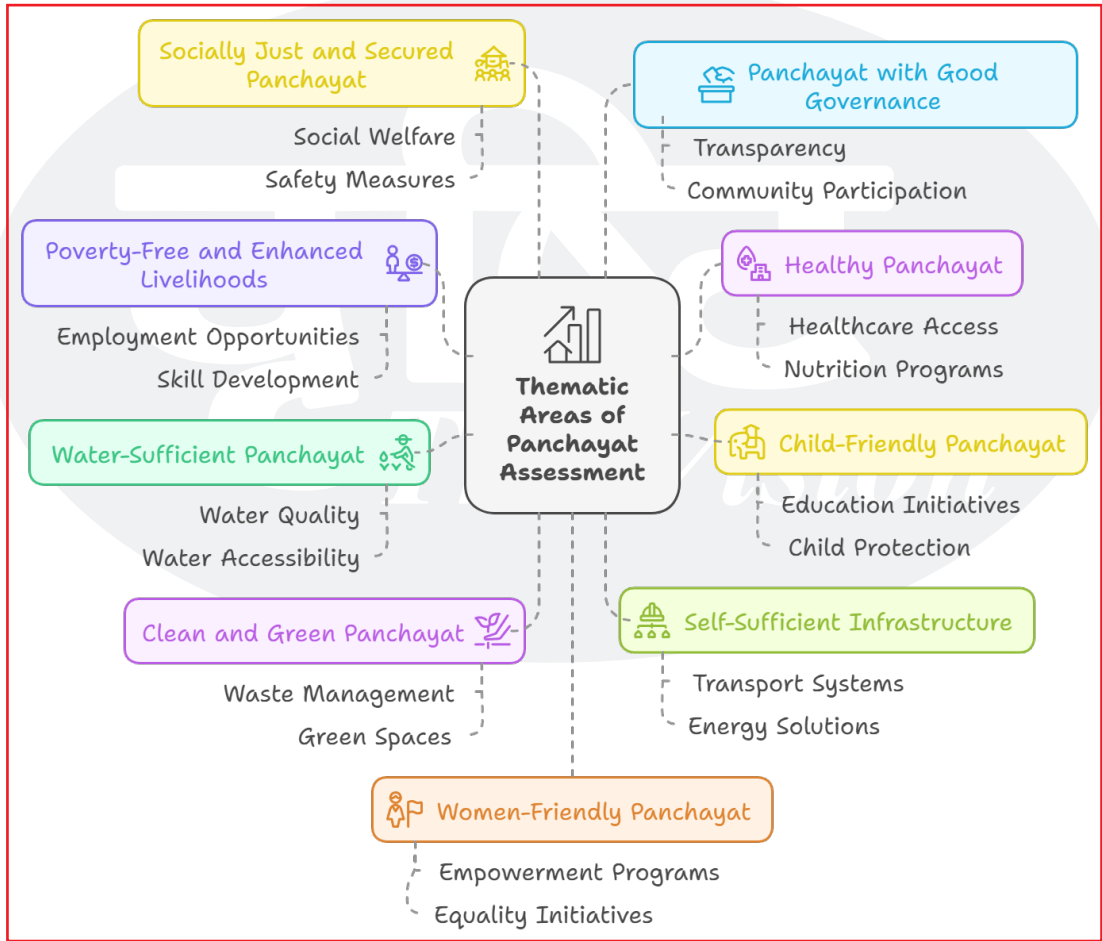 Socially Just and Secured
Panchayat
Social Welfare
Safety Measures
Panchayat with Good
Governance
Transparency
Community Participation
Poverty-Free and Enhanced
Livelihoods
Employment Opportunities
Skill Development
Healthy Panchayat
Healthcare Access
Nutrition Programs
Thematic
Areas of
Panchayat
Assessment
Water-Sufficient Panchayat
Water Quality
Water Accessibility
Child-Friendly Panchayat
Education Initiatives
Child Protection
Clean and Green Panchayat
Waste Management
Green Spaces
Self-Sufficient Infrastructure
Transport Systems
Energy Solutions
Women-Friendly Panchayat
Empowerment Programs
Equality Initiatives